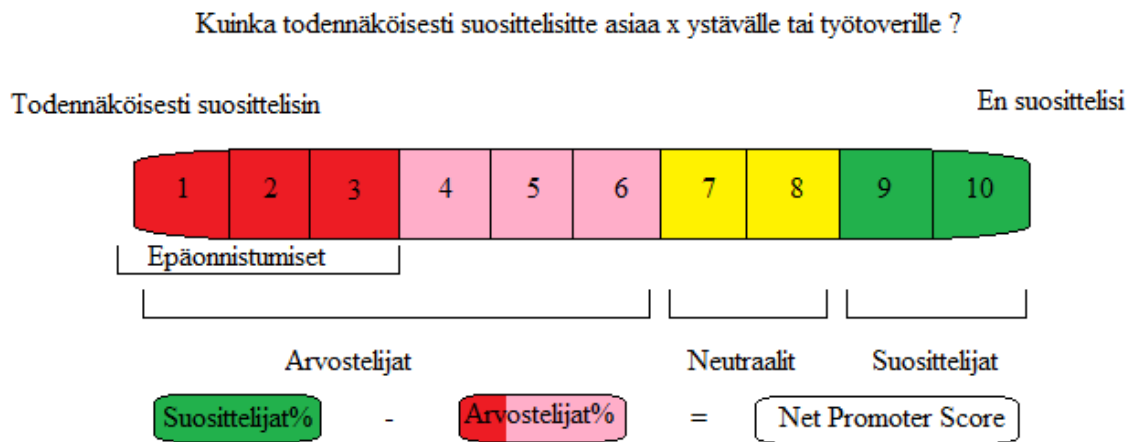 Kuinka todennäköisesti suosittelisitte asiaa x ystävälle tai työtoverille ?
Todennäköisesti suosittelisin
En suosittelisi
1 2 3 4 5 6 7 8 9 10
Epäonnistumiset
Arvostelijat Neutraalit Suosittelijat
Suosittelijat% - Arvostelijat% = Net Promoter Score